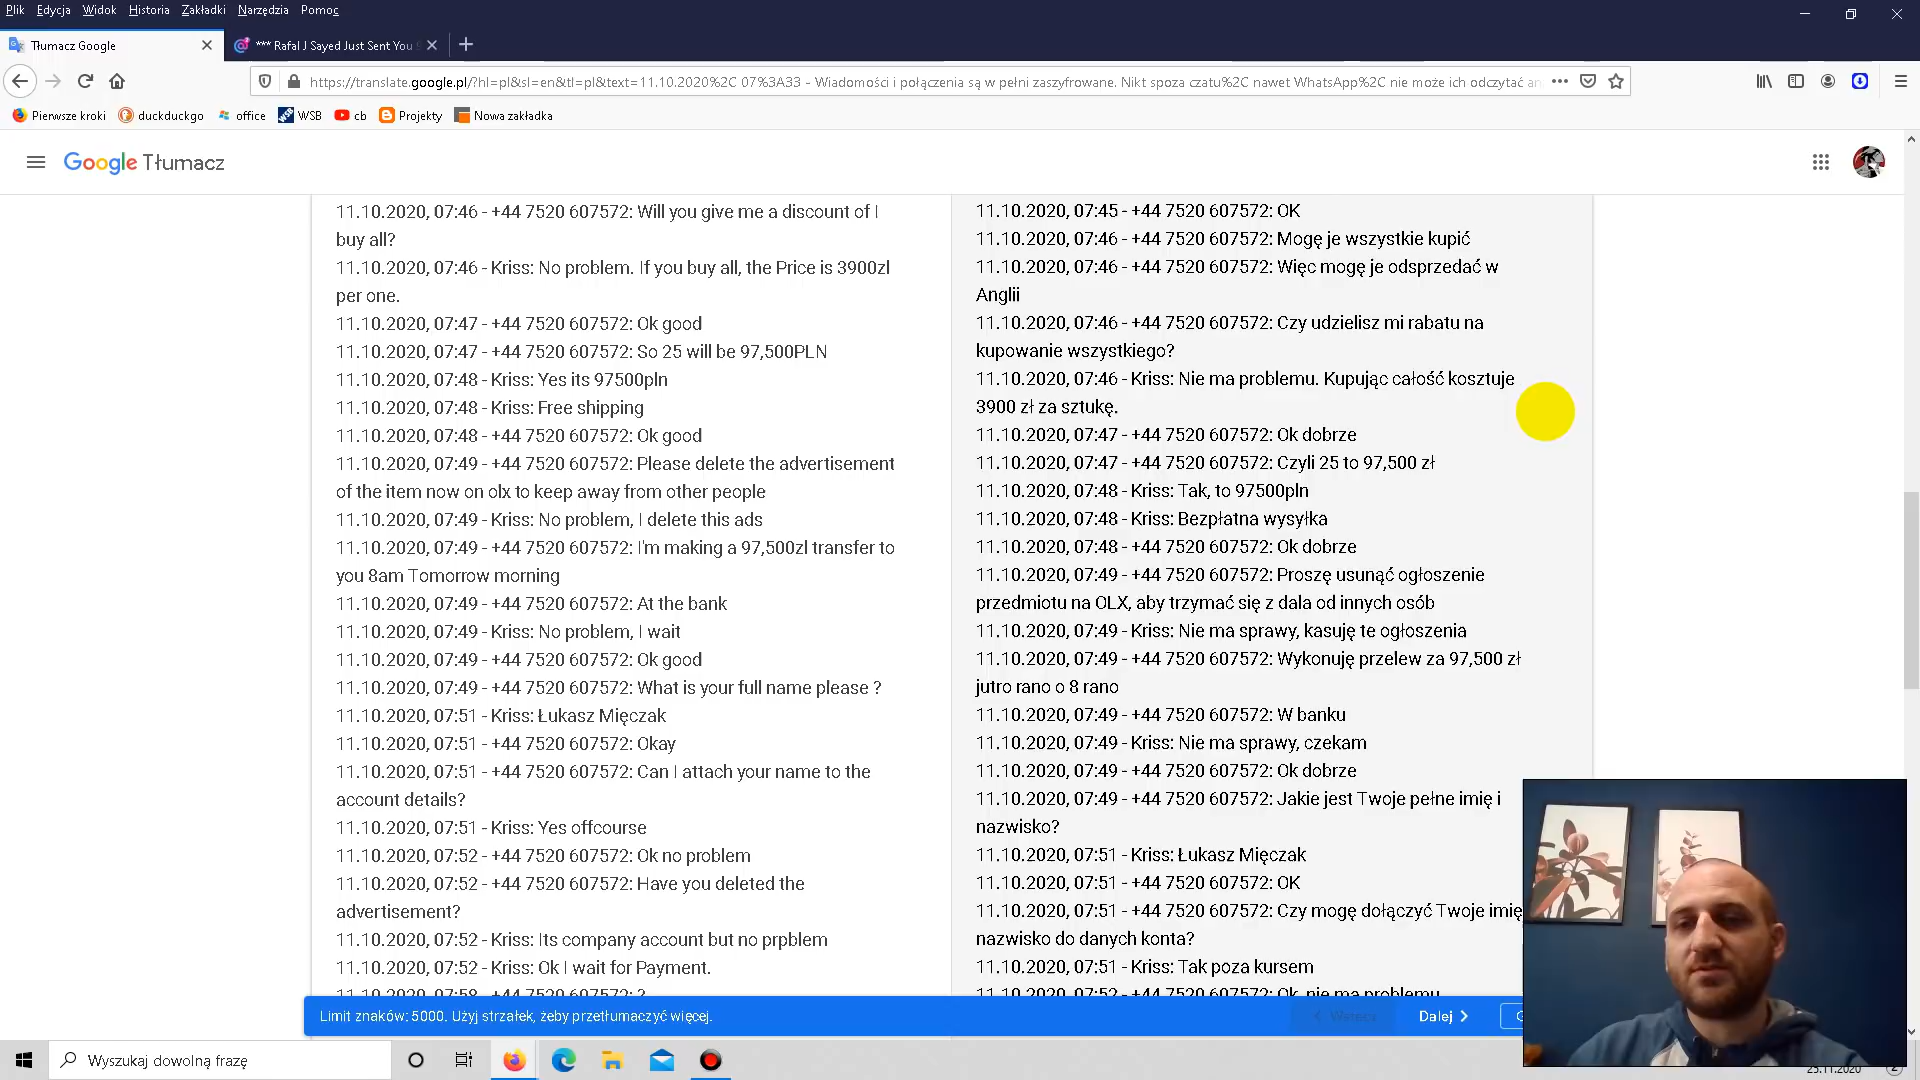 Plik Edycja Widok Historia Zakładki Narzędzia Pomoc
Tłumacz Google
*** Rafal J Sayed Just Sent You
https://translate.google.pl/?hl=pl&sl=en&tl=pl&text=11.10.2020%2C 07%3A33 - Wiadomości i połączenia są w pełni zaszyfrowane. Nikt spoza czatu%2C nawet WhatsApp%2C nie może ich odczytać
Pierwsze kroki duckduckgo office WSB cb Projekty Nowa zakładka
Google Tłumacz
11.10.2020, 07:46 - +44 7520 607572: Will you give me a discount of I
buy all?
11.10.2020, 07:46 - Kriss: No problem. If you buy all, the Price is 3900zl
per one.
11.10.2020, 07:47 - +44 7520 607572: Ok good
11.10.2020, 07:47 - +44 7520 607572: So 25 will be 97,500PLN
11.10.2020, 07:48 - Kriss: Yes its 97500pln
11.10.2020, 07:48 - Kriss: Free shipping
11.10.2020, 07:48 - +44 7520 607572: Ok good
11.10.2020, 07:49 - +44 7520 607572: Please delete the advertisement
of the item now on olx to keep away from other people
11.10.2020, 07:49 - Kriss: No problem, I delete this ads
11.10.2020, 07:49 - +44 7520 607572: I'm making a 97,500zl transfer to
you 8am Tomorrow morning
11.10.2020, 07:49 - +44 7520 607572: At the bank
11.10.2020, 07:49 - Kriss: No problem, I wait
11.10.2020, 07:49 - +44 7520 607572: Ok good
11.10.2020, 07:49 - +44 7520 607572: What is your full name please ?
11.10.2020, 07:51 - Kriss: Łukasz Mięczak
11.10.2020, 07:51 - +44 7520 607572: Okay
11.10.2020, 07:51 - +44 7520 607572: Can I attach your name to the
account details?
11.10.2020, 07:51 - Kriss: Yes offcourse
11.10.2020, 07:52 - +44 7520 607572: Ok no problem
11.10.2020, 07:52 - +44 7520 607572: Have you deleted the
advertisement?
11.10.2020, 07:52 - Kriss: Its company account but no prpblem
11.10.2020, 07:52 - Kriss: Ok I wait for Payment.
11.10.2020, 07:58 - +44 7520 607572: ?
11.10.2020, 07:45 - +44 7520 607572: OK
11.10.2020, 07:46 - +44 7520 607572: Mogę je wszystkie kupić
11.10.2020, 07:46 - +44 7520 607572: Więc mogę je odsprzedać w
Anglii
11.10.2020, 07:46 - +44 7520 607572: Czy udzielisz mi rabatu na
kupowanie wszystkiego?
11.10.2020, 07:46 - Kriss: Nie ma problemu. Kupując całość kosztuje
3900 zł za sztukę.
11.10.2020, 07:47 - +44 7520 607572: Ok dobrze
11.10.2020, 07:47 - +44 7520 607572: Czyli 25 to 97,500 zł
11.10.2020, 07:48 - Kriss: Tak, to 97500pln
11.10.2020, 07:48 - Kriss: Bezpłatna wysyłka
11.10.2020, 07:48 - +44 7520 607572: Ok dobrze
11.10.2020, 07:49 - +44 7520 607572: Proszę usunąć ogłoszenie
przedmiotu na OLX, aby trzymać się z dala od innych osób
11.10.2020, 07:49 - Kriss: Nie ma sprawy, kasuję te ogłoszenia
11.10.2020, 07:49 - +44 7520 607572: Wykonuję przelew za 97,500 zł
jutro rano o 8 rano
11.10.2020, 07:49 - +44 7520 607572: W banku
11.10.2020, 07:49 - Kriss: Nie ma sprawy, czekam
11.10.2020, 07:49 - +44 7520 607572: Ok dobrze
11.10.2020, 07:49 - +44 7520 607572: Jakie jest Twoje pełne imię i
nazwisko?
11.10.2020, 07:51 - Kriss: Łukasz Mięczak
11.10.2020, 07:51 - +44 7520 607572: OK
11.10.2020, 07:51 - +44 7520 607572: Czy mogę dołączyć Twoje imię
nazwisko do danych konta?
11.10.2020, 07:51 - Kriss: Tak poza kursem
11.10.2020, 07:52 - +44 7520 607572: Ok, nie ma problemu
Limit znaków: 5000. Użyj strzałek, żeby przetłumaczyć więcej.
Wstecz Dalej
Wyszukaj dowolną frazę
25.11.2020